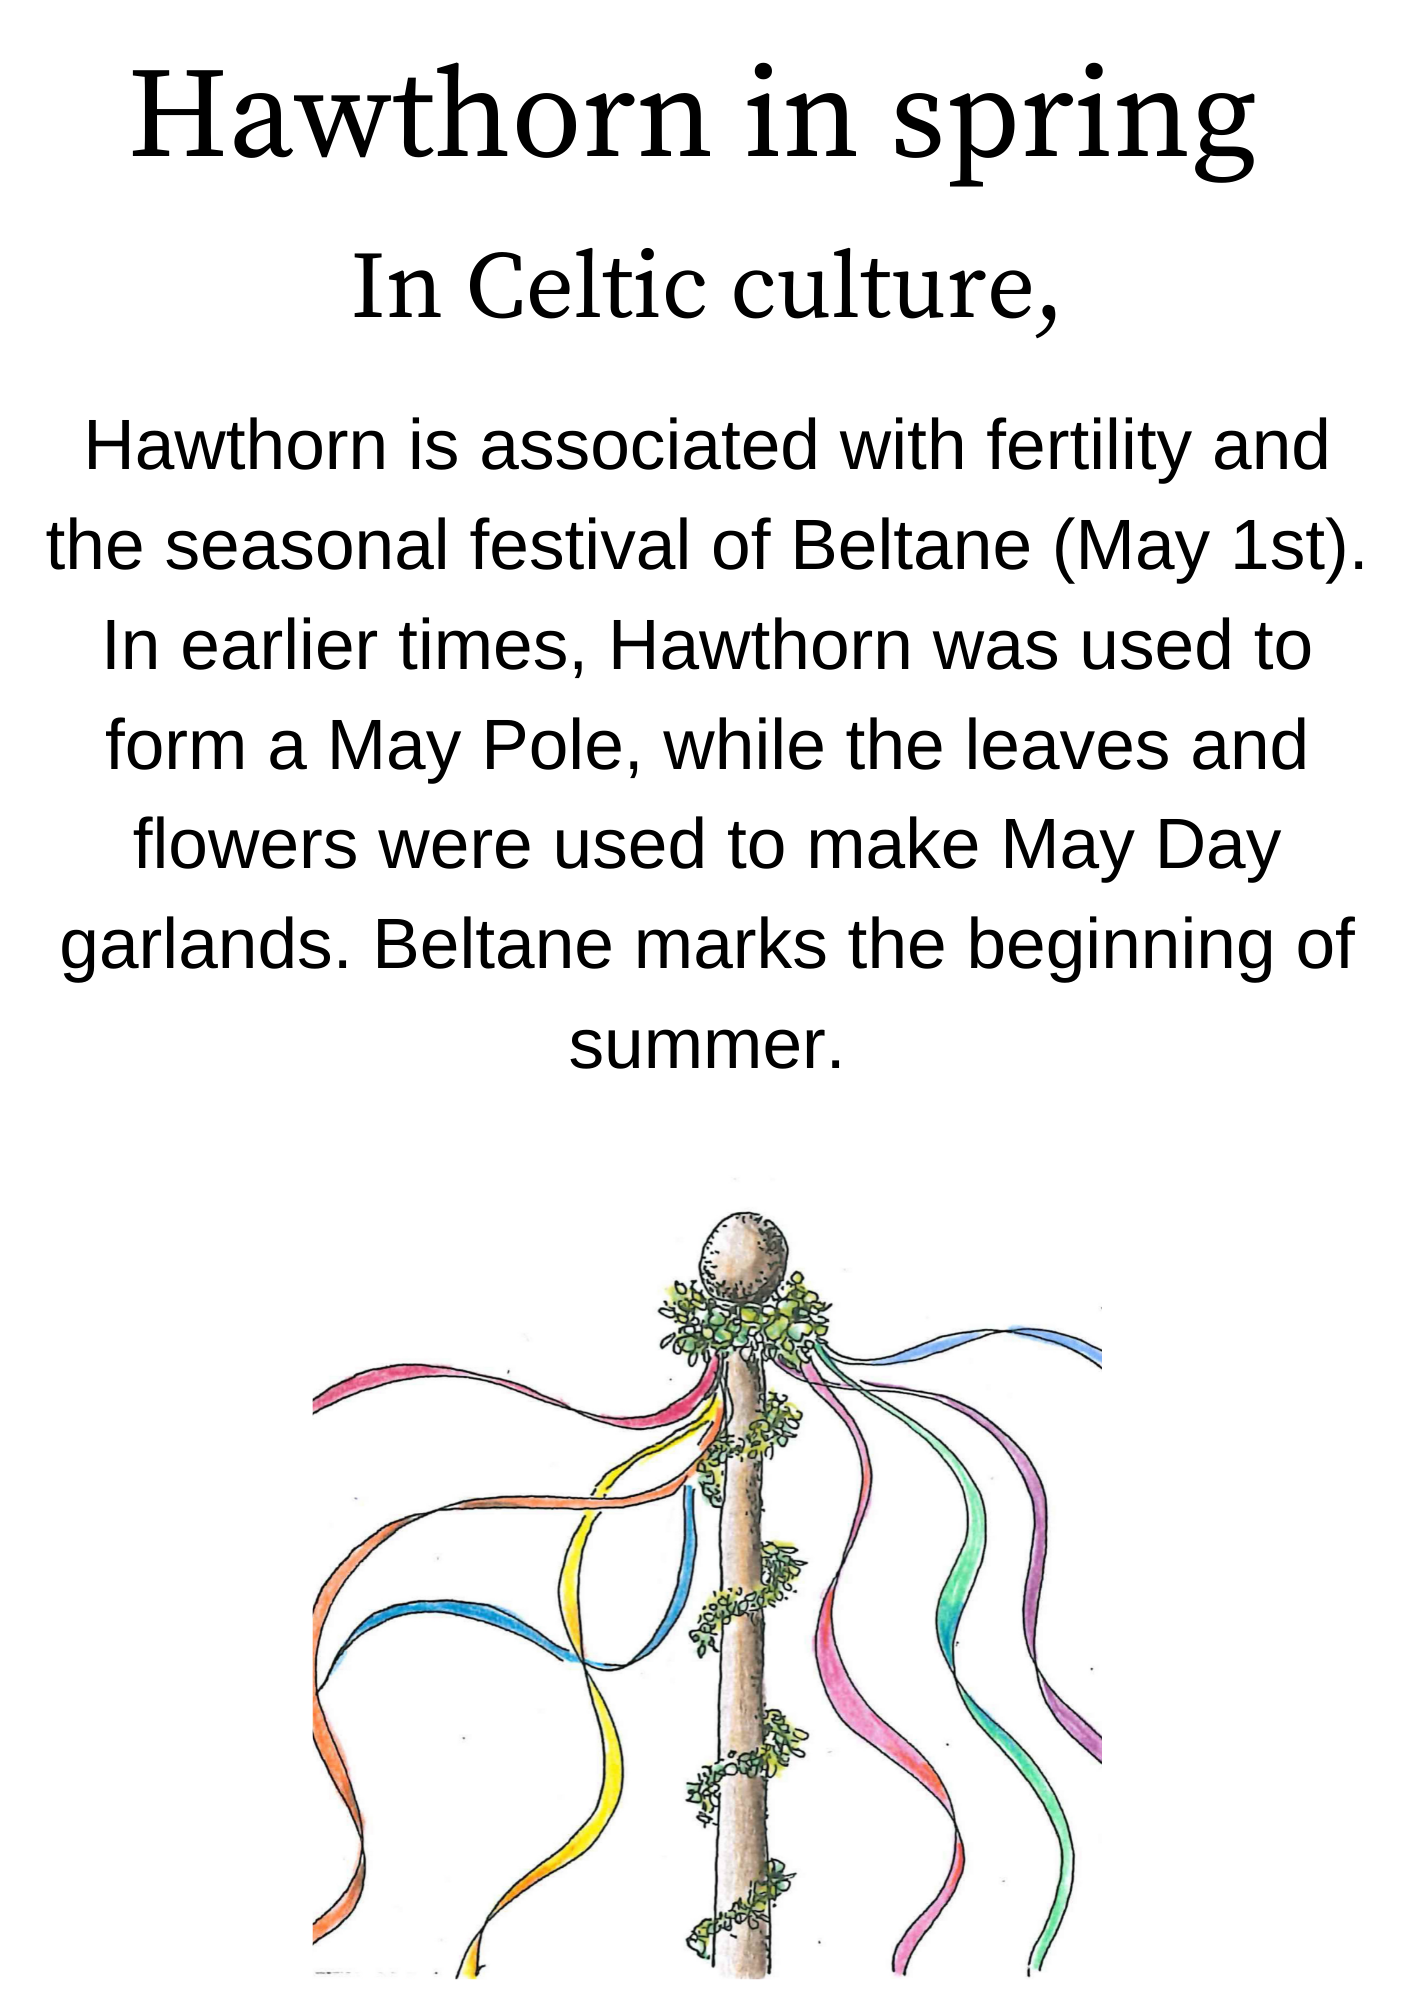 Hawthorn in spring
In Celtic culture,
Hawthorn is associated with fertility and
the seasonal festival of Beltane (May 1st).
In earlier times, Hawthorn was used to
form a May Pole, while the leaves and
flowers were used to make May Day
garlands. Beltane marks the beginning of
summer.